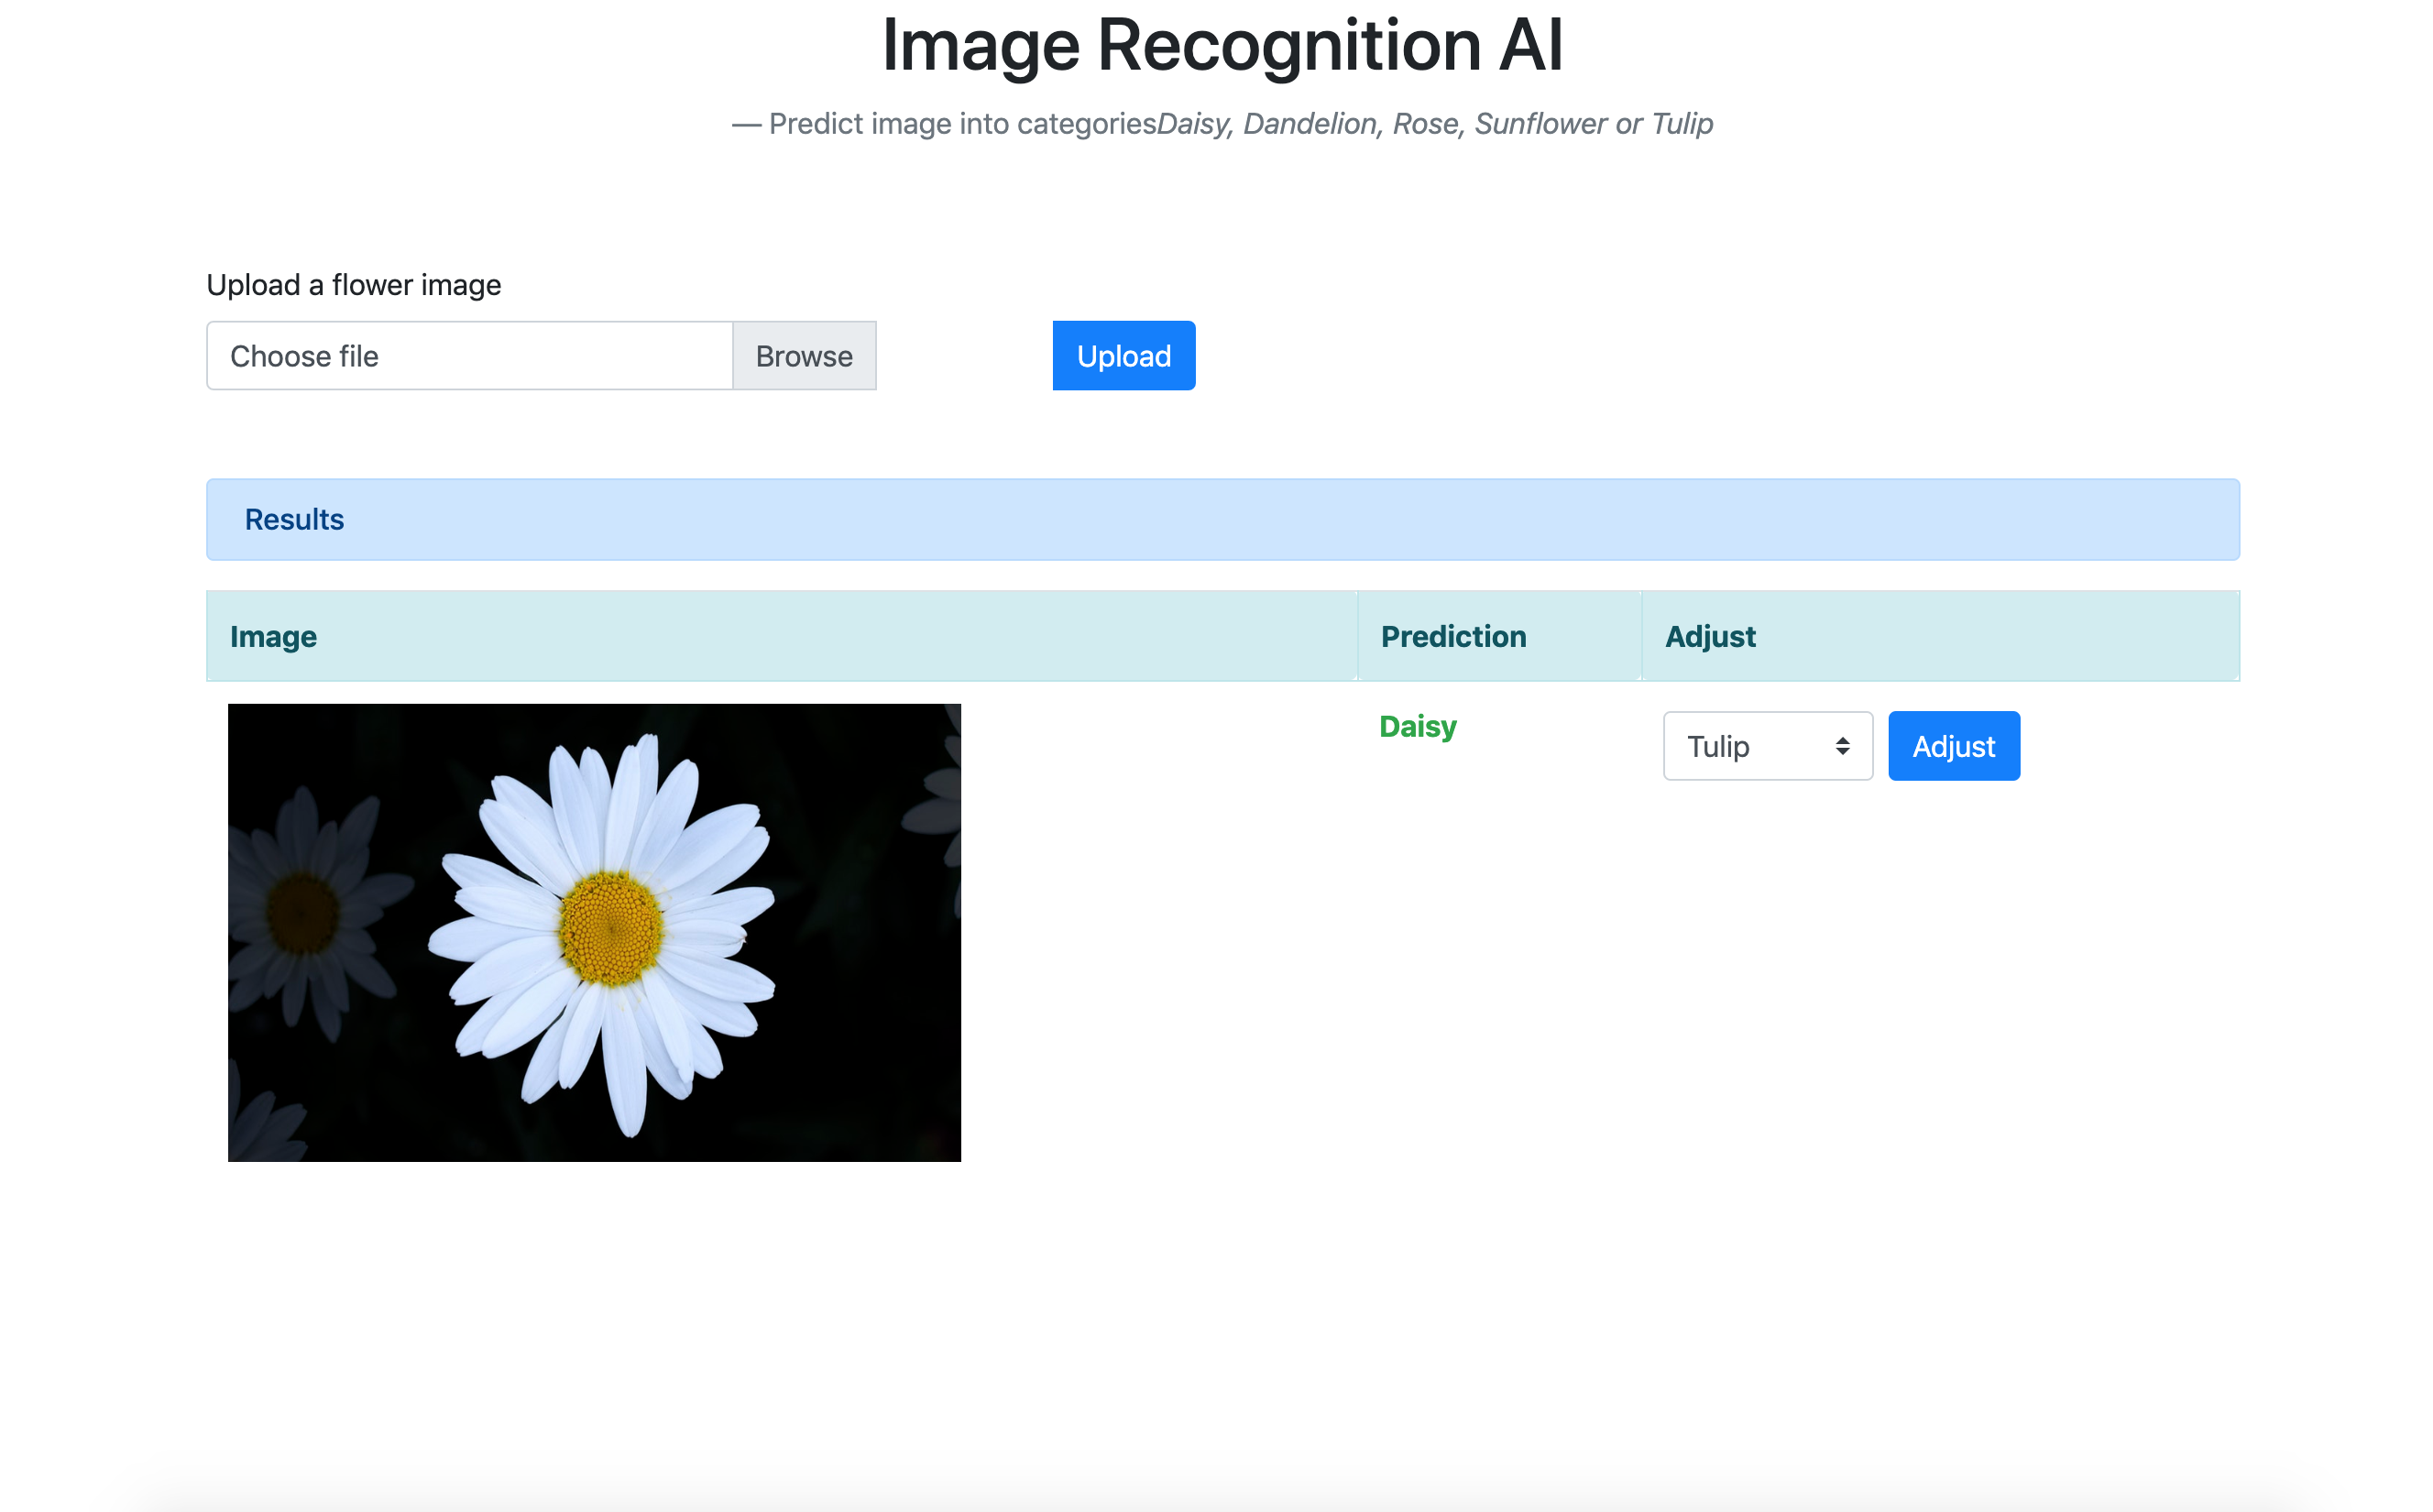 Image Recognition AI
— Predict image into categoriesDaisy, Dandelion, Rose, Sunflower or Tulip
Upload a flower image
Choose file Browse Upload
Results
Image Prediction Adjust
Daisy Tulip Adjust